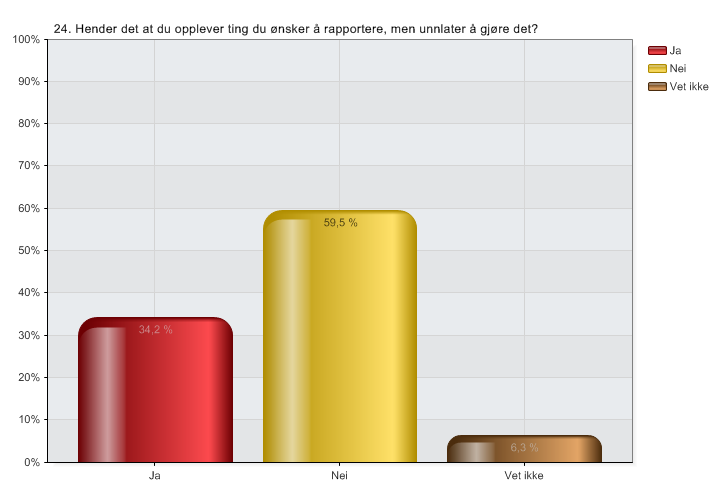 24. Hender det at du opplever ting du ønsker å rapportere, men unnlater å gjøre det?
100%
90%
80%
70%
60%
50%
40%
30%
20%
10%
0%
34,2 %
59,5 %
6,3 %
Ja
Nei
Vet ikke
Ja
Nei
Vet ikke